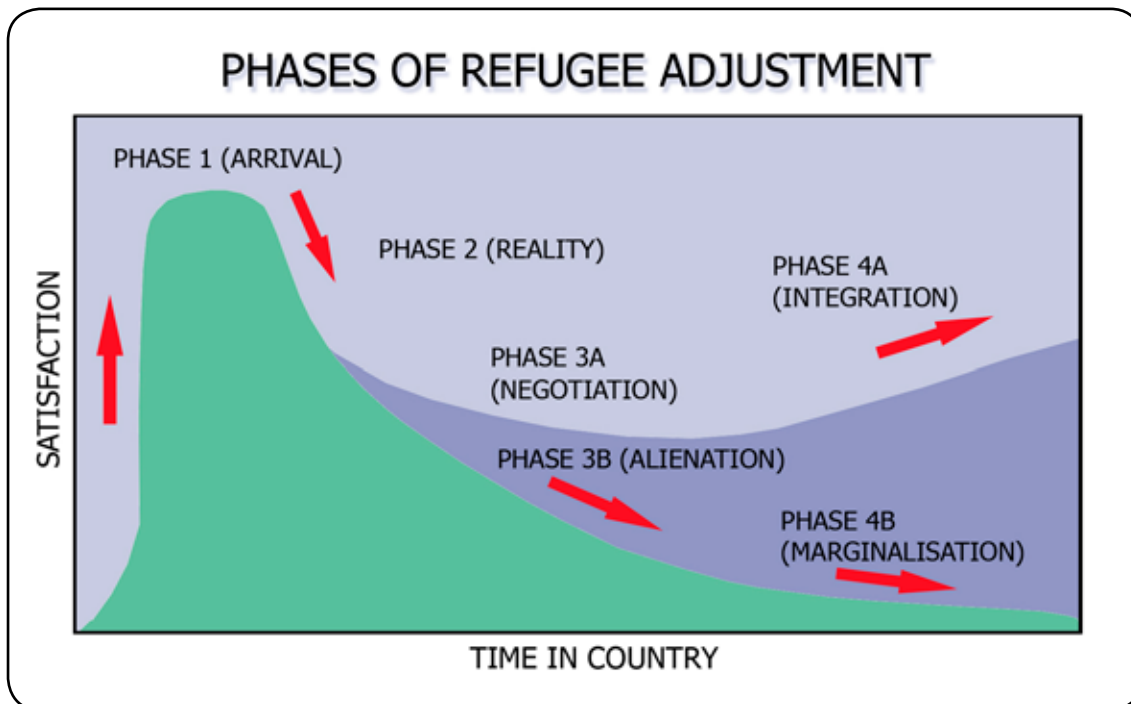 PHASES OF REFUGEE ADJUSTMENT
PHASE 1 (ARRIVAL)
PHASE 2 (REALITY)
PHASE 4A
(INTEGRATION)
PHASE 3A
(NEGOTIATION)
PHASE 3B (ALIENATION)
PHASE 4B
(MARGINALISATION)
SATISFACTION
TIME IN COUNTRY